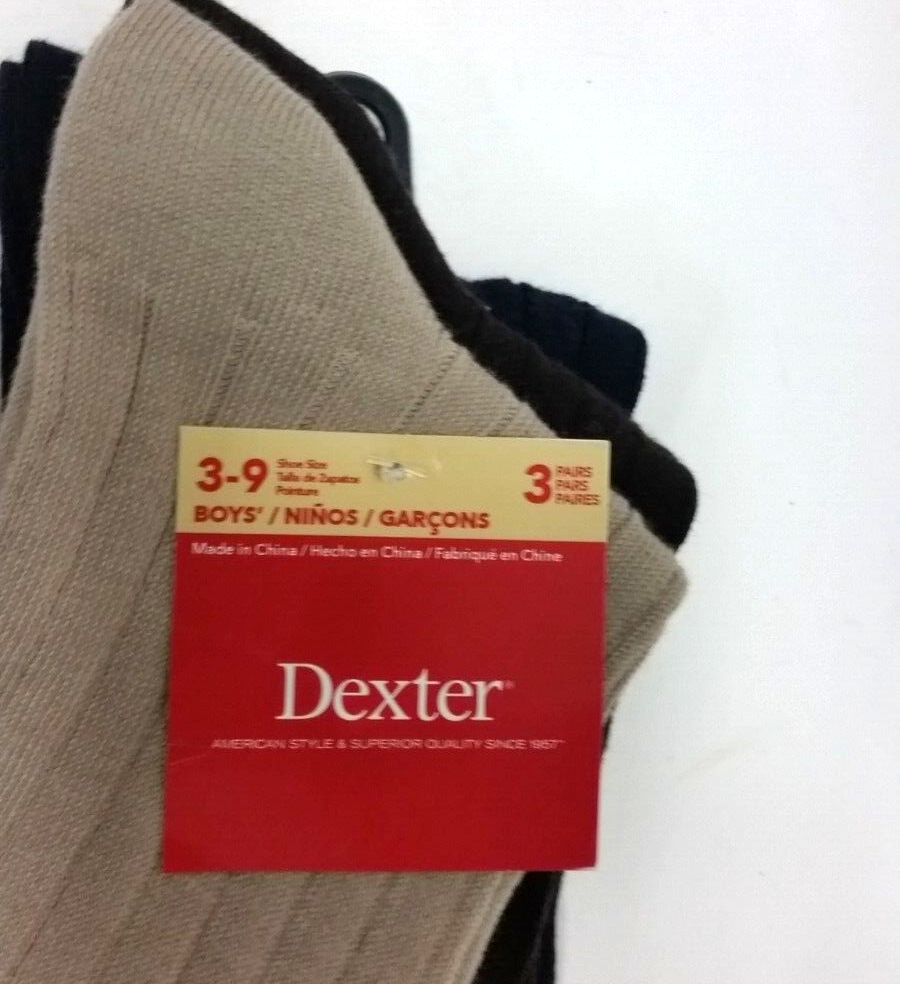 3-9
Shoe Size
Talla de Zapatos
Pointure
3
PAIRS
PARS
PAIRES
BOYS' / NIÑOS / GARÇONS
Made in China / Hecho en China / Fabriqué en Chine
Dexter®
AMERICAN STYLE & SUPERIOR QUALITY SINCE 1957™